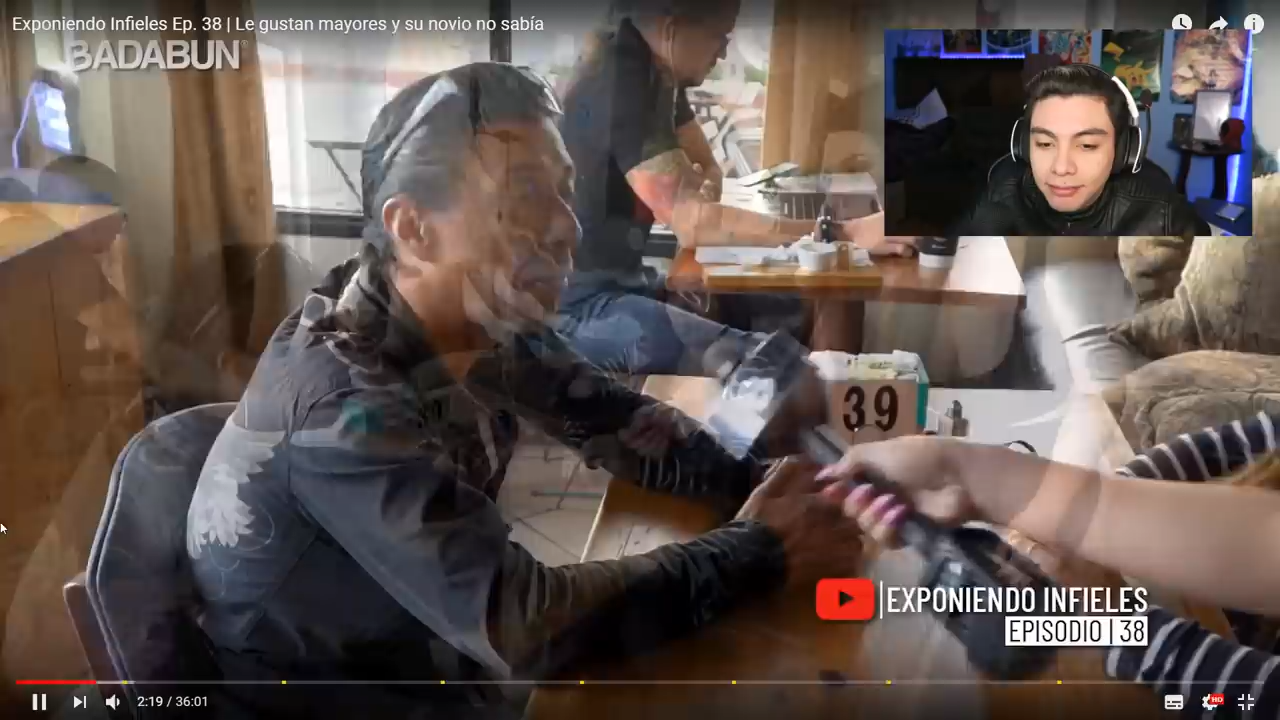 Exponiendo Infieles Ep. 38 | Le gustan mayores y su novio no sabía
BADABUN
39
EXPONIENDO INFIELES
EPISODIO | 38
2:19 / 36:01
HD